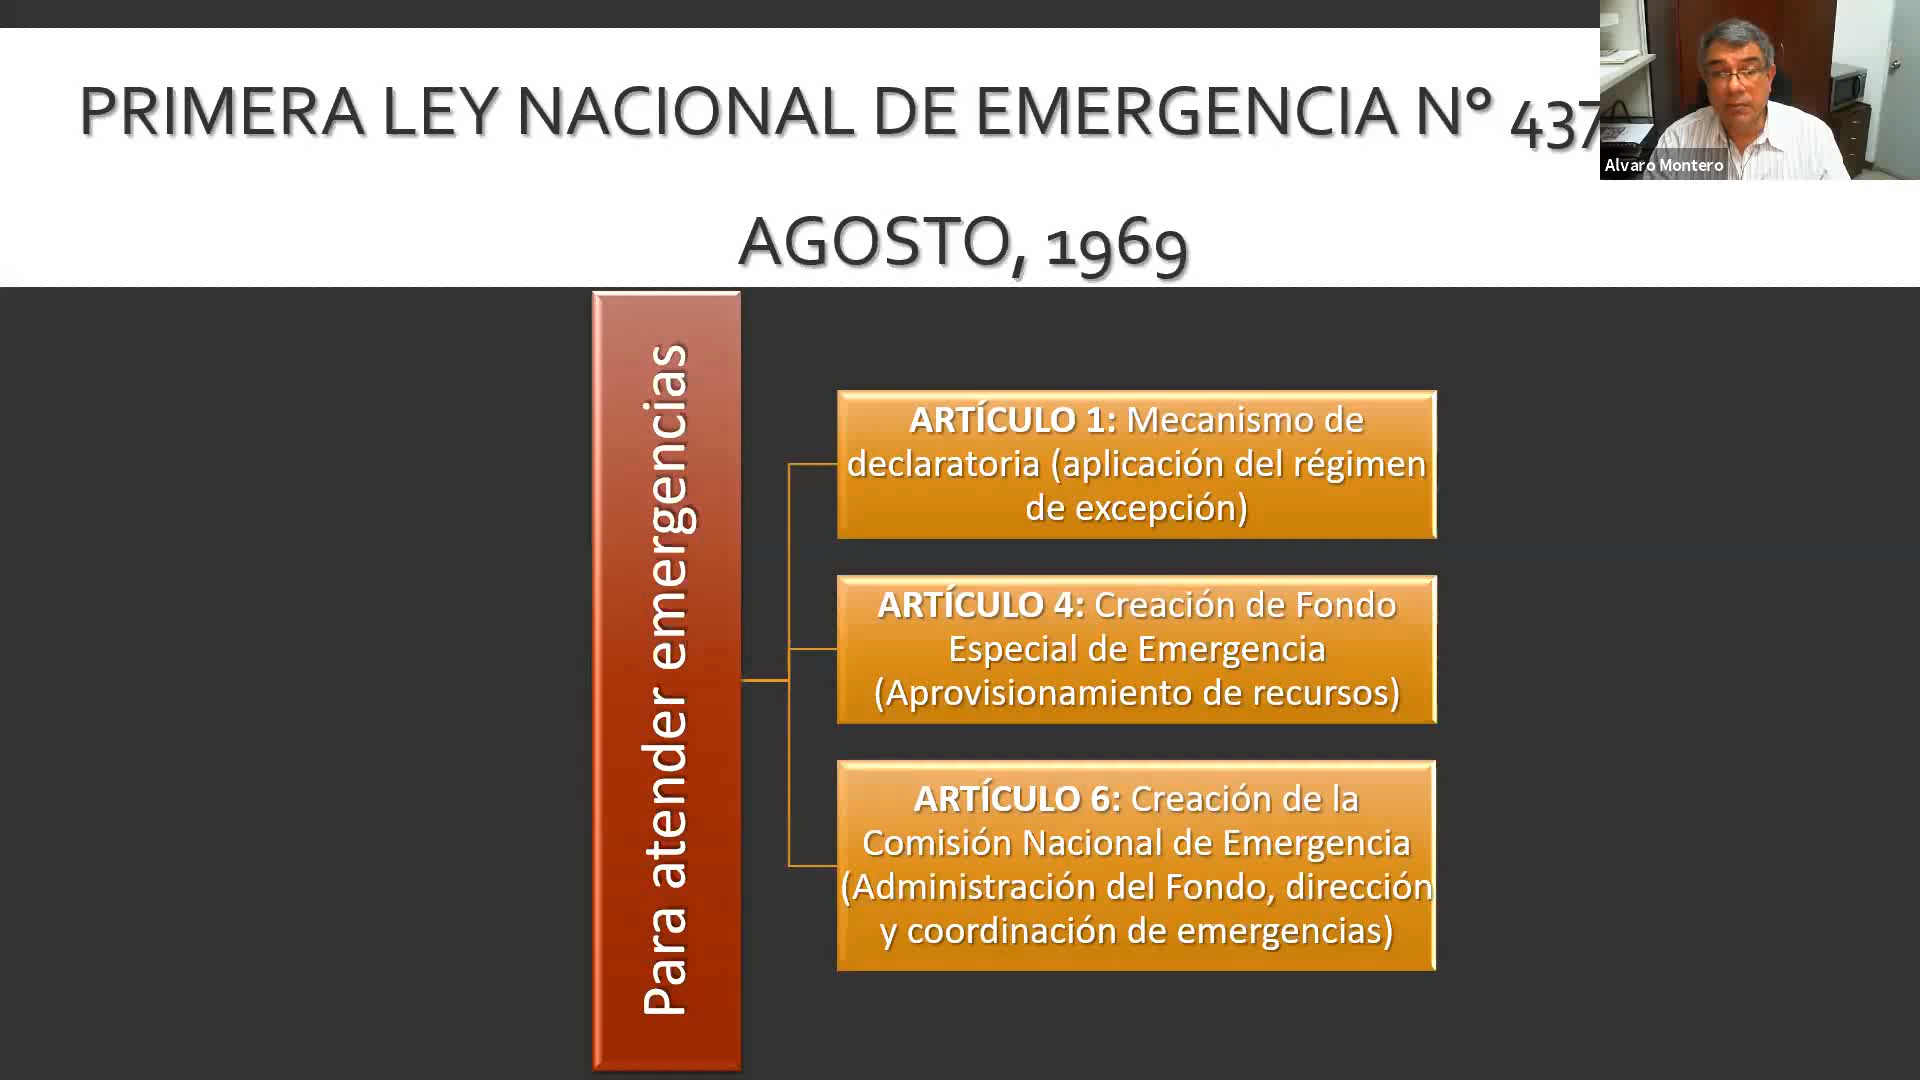 PRIMERA LEY NACIONAL DE EMERGENCIA N° 437
AGOSTO, 1969
Alvaro Montero
Para atender emergencias
ARTÍCULO 1: Mecanismo de
declaratoria (aplicación del régimen
de excepción)
ARTÍCULO 4: Creación de Fondo
Especial de Emergencia
(Aprovisionamiento de recursos)
ARTÍCULO 6: Creación de la
Comisión Nacional de Emergencia
(Administración del Fondo, dirección
y coordinación de emergencias)